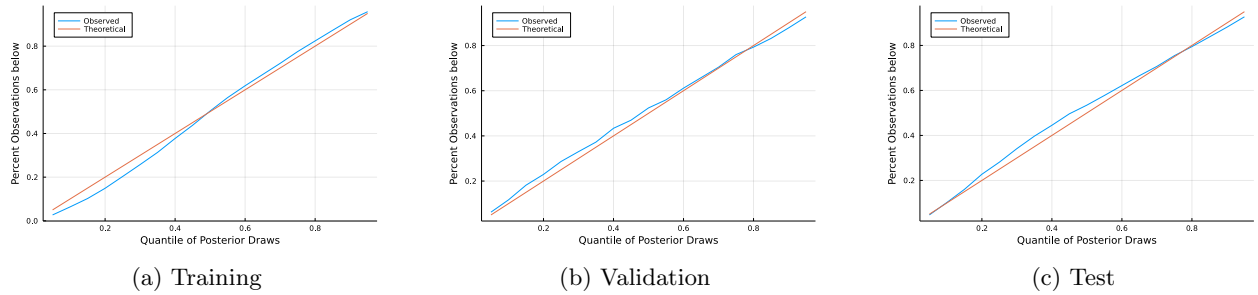 Percent Observations below
0.8
0.6
0.4
0.2
0.0
Observed
Theoretical
0.2 0.4 0.6 0.8
Quantile of Posterior Draws
(a) Training
Percent Observations below
0.8
0.6
0.4
0.2
Observed
Theoretical
0.2 0.4 0.6 0.8
Quantile of Posterior Draws
(b) Validation
Percent Observations below
0.8
0.6
0.4
0.2
Observed
Theoretical
0.2 0.4 0.6 0.8
Quantile of Posterior Draws
(c) Test